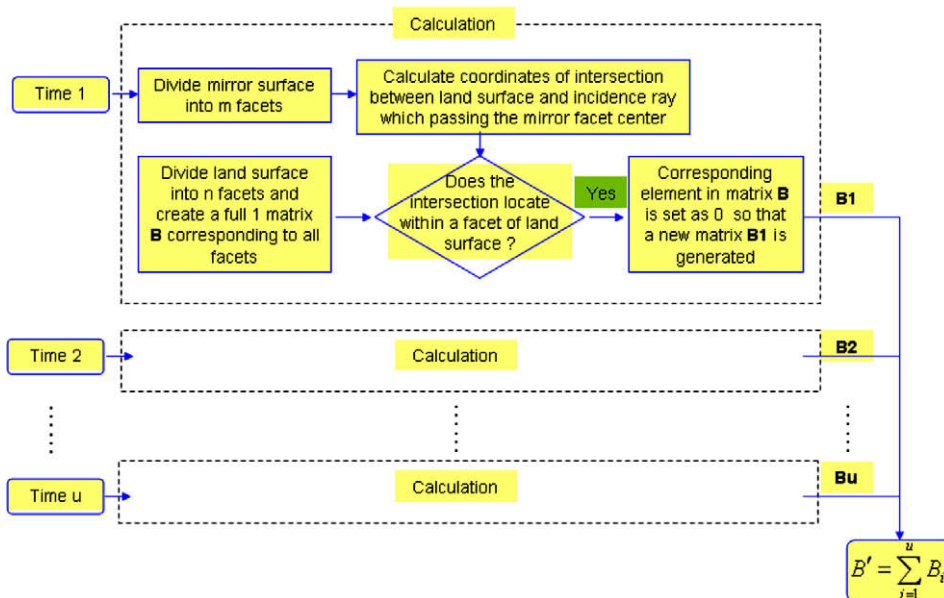 Calculation
Time 1
Divide mirror surface
into m facets
Calculate coordinates of intersection
between land surface and incidence ray
which passing the mirror facet center
Divide land surface
into n facets and
create a full 1 matrix
B corresponding to all
facets
Does the
intersection locate
within a facet of land
surface ?
Yes
Corresponding
element in matrix B
is set as 0 so that
a new matrix B1 is
generated
B1
Time 2
Calculation
B2
Time u
Calculation
Bu
B′ = ∑_{i=1}^{u} B_i